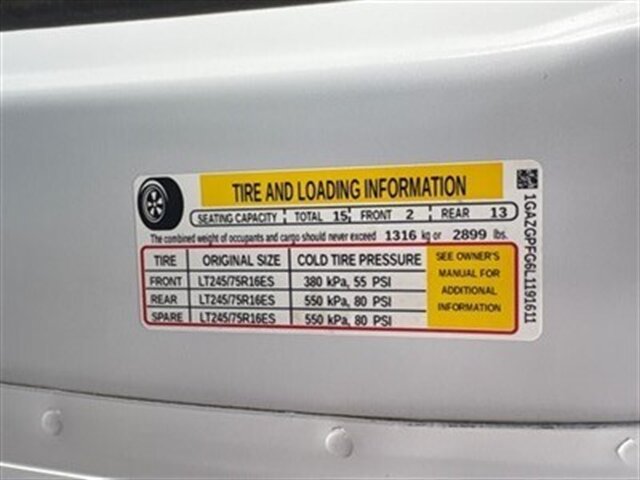 TIRE AND LOADING INFORMATION
SEATING CAPACITY TOTAL 15 FRONT 2 REAR 13
The combined weight of occupants and cargo should never exceed 1316 kg or 2899 lbs.
TIRE ORIGINAL SIZE COLD TIRE PRESSURE
FRONT LT245/75R16ES 380 kPa, 55 PSI
REAR LT245/75R16ES 550 kPa, 80 PSI
SPARE LT245/75R16ES 550 kPa, 80 PSI
SEE OWNER'S
MANUAL FOR
ADDITIONAL
INFORMATION
1GAZGPFG6L1191611